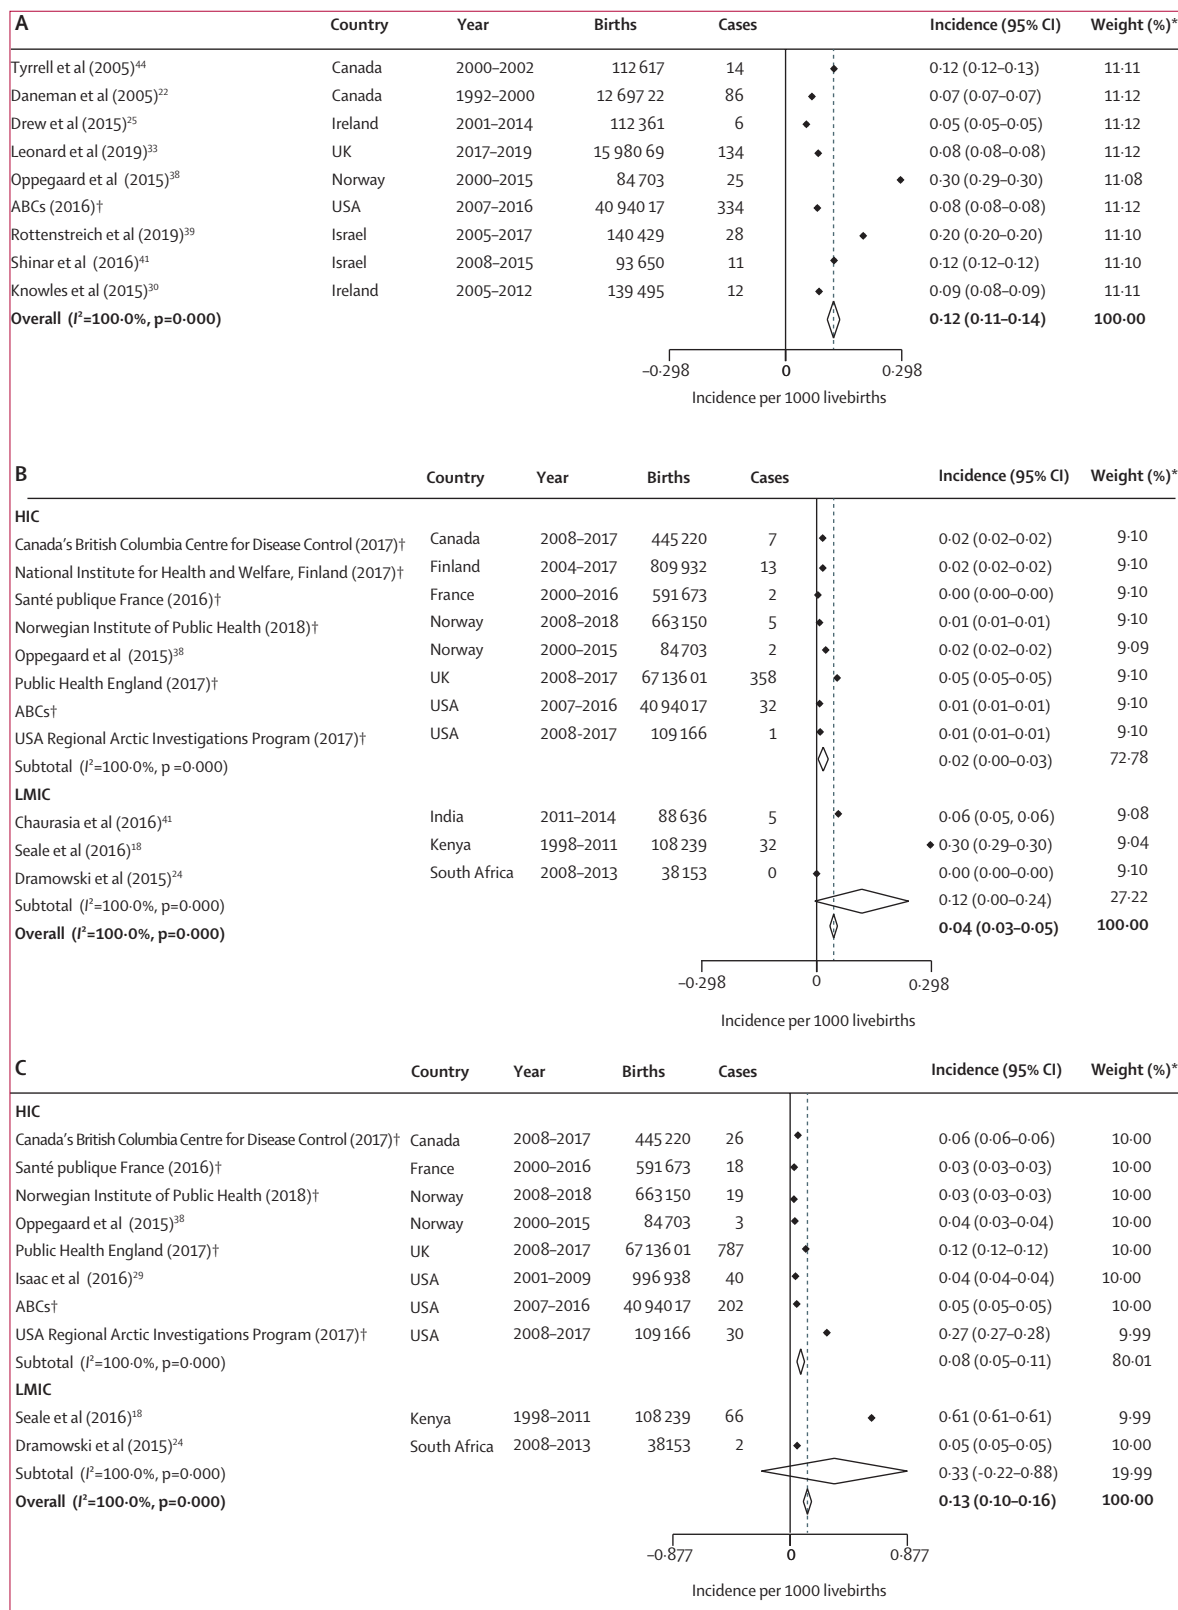 A Country Year Births Cases Incidence (95% CI) Weight (%)*
Tyrrell et al (2005)44 Canada 2000–2002 112 617 14 0·12 (0·12–0·13) 11·11
Daneman et al (2005)22 Canada 1992–2000 12 697 22 86 0·07 (0·07–0·07) 11·12
Drew et al (2015)25 Ireland 2001–2014 112 361 6 0·05 (0·05–0·05) 11·12
Leonard et al (2019)33 UK 2017–2019 15 980 69 134 0·08 (0·08–0·08) 11·12
Oppegaard et al (2015)38 Norway 2000–2015 84 703 25 0·30 (0·29–0·30) 11·08
ABCs (2016)† USA 2007–2016 40 940 17 334 0·08 (0·08–0·08) 11·12
Rottenstreich et al (2019)39 Israel 2005–2017 140 429 28 0·20 (0·20–0·20) 11·10
Shinar et al (2016)41 Israel 2008–2015 93 650 11 0·12 (0·12–0·12) 11·10
Knowles et al (2015)30 Ireland 2005–2012 139 495 12 0·09 (0·08–0·09) 11·11
Overall (I²=100·0%, p=0·000) 0·12 (0·11–0·14) 100·00
–0·298 0 0·298
Incidence per 1000 livebirths
B Country Year Births Cases Incidence (95% CI) Weight (%)*
HIC
Canada's British Columbia Centre for Disease Control (2017)† Canada 2008–2017 445 220 7 0·02 (0·02–0·02) 9·10
National Institute for Health and Welfare, Finland (2017)† Finland 2004–2017 809 932 13 0·02 (0·02–0·02) 9·10
Santé publique France (2016)† France 2000–2016 591 673 2 0·00 (0·00–0·00) 9·10
Norwegian Institute of Public Health (2018)† Norway 2008–2018 663 150 5 0·01 (0·01–0·01) 9·10
Oppegaard et al (2015)38 Norway 2000–2015 84 703 2 0·02 (0·02–0·02) 9·09
Public Health England (2017)† UK 2008–2017 67 136 01 358 0·05 (0·05–0·05) 9·10
ABCs† USA 2007–2016 40 940 17 32 0·01 (0·01–0·01) 9·10
USA Regional Arctic Investigations Program (2017)† USA 2008-2017 109 166 1 0·01 (0·01–0·01) 9·10
Subtotal (I²=100·0%, p =0·000) 0·02 (0·00–0·03) 72·78
LMIC
Chaurasia et al (2016)41 India 2011–2014 88 636 5 0·06 (0·05, 0·06) 9·08
Seale et al (2016)18 Kenya 1998–2011 108 239 32 0·30 (0·29–0·30) 9·04
Dramowski et al (2015)24 South Africa 2008–2013 38 153 0 0·00 (0·00–0·00) 9·10
Subtotal (I²=100·0%, p=0·000) 0·12 (0·00–0·24) 27·22
Overall (I²=100·0%, p=0·000) 0·04 (0·03–0·05) 100·00
–0·298 0 0·298
Incidence per 1000 livebirths
C Country Year Births Cases Incidence (95% CI) Weight (%)*
HIC
Canada's British Columbia Centre for Disease Control (2017)† Canada 2008–2017 445 220 26 0·06 (0·06–0·06) 10·00
Santé publique France (2016)† France 2000–2016 591 673 18 0·03 (0·03–0·03) 10·00
Norwegian Institute of Public Health (2018)† Norway 2008–2018 663 150 19 0·03 (0·03–0·03) 10·00
Oppegaard et al (2015)38 Norway 2000–2015 84 703 3 0·04 (0·03–0·04) 10·00
Public Health England (2017)† UK 2008–2017 67 136 01 787 0·12 (0·12–0·12) 10·00
Isaac et al (2016)29 USA 2001–2009 996 938 40 0·04 (0·04–0·04) 10·00
ABCs† USA 2007–2016 40 940 17 202 0·05 (0·05–0·05) 10·00
USA Regional Arctic Investigations Program (2017)† USA 2008–2017 109 166 30 0·27 (0·27–0·28) 9·99
Subtotal (I²=100·0%, p=0·000) 0·08 (0·05–0·11) 80·01
LMIC
Seale et al (2016)18 Kenya 1998–2011 108 239 66 0·61 (0·61–0·61) 9·99
Dramowski et al (2015)24 South Africa 2008–2013 38153 2 0·05 (0·05–0·05) 10·00
Subtotal (I²=100·0%, p=0·000) 0·33 (-0·22–0·88) 19·99
Overall (I²=100·0%, p=0·000) 0·13 (0·10–0·16) 100·00
–0·877 0 0·877
Incidence per 1000 livebirths